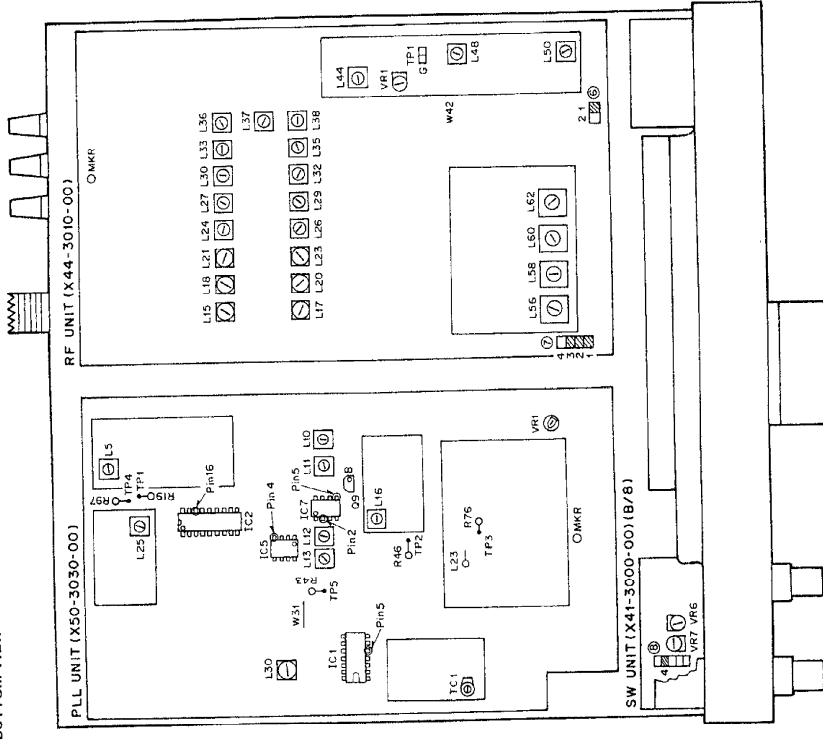 BOTTOM VIEW
RF UNIT (X44-3010-00)
MKR
L15 L18 L21 L24 L27 L30 L33 L36
L37
L17 L20 L23 L26 L29 L32 L35 L38
L44
VR1
TP1
G
L48
L50
W42
2 1 ⑥
L56 L58 L60 L62
⑦
4 3 2 1
PLL UNIT (X50-3030-00)
L5
R97
TP4
TP1
R190
Pin16
IC2
L25
L10
L11
Pin5
IC7
B
Q9
Pin4
IC5
L12
L13
Pin2
L16
R43
TP5
W31
R46
TP2
L30
IC1
Pin5
TC1
L23
R76
TP3
MKR
VR1
SW UNIT (X41-3000-00) (B/8)
⑧
4
VR7 VR6